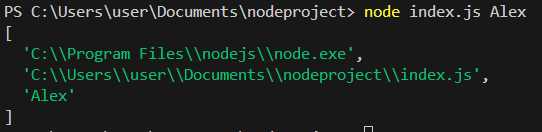 PS C:\Users\user\Documents\nodeproject> node index.js Alex
[
  'C:\\Program Files\\nodejs\\node.exe',
  'C:\\Users\\user\\Documents\\nodeproject\\index.js',
  'Alex'
]